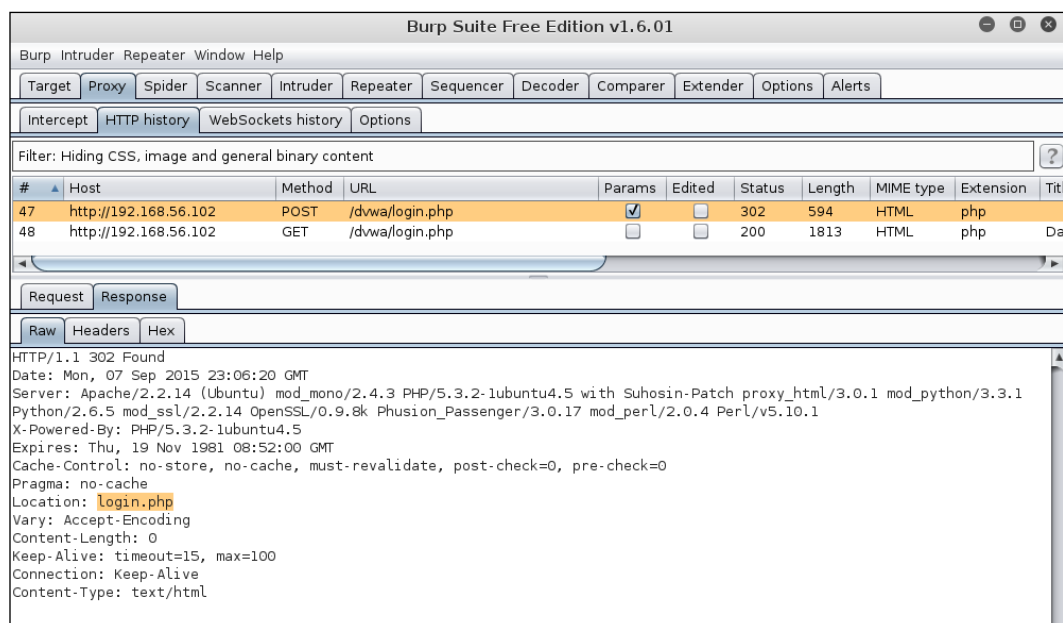 Burp Suite Free Edition v1.6.01
Burp Intruder Repeater Window Help
Target Proxy Spider Scanner Intruder Repeater Sequencer Decoder Comparer Extender Options Alerts
Intercept HTTP history WebSockets history Options
Filter: Hiding CSS, image and general binary content ?
# Host Method URL Params Edited Status Length MIME type Extension Tit
47 http://192.168.56.102 POST /dvwa/login.php 302 594 HTML php
48 http://192.168.56.102 GET /dvwa/login.php 200 1813 HTML php Da
Request Response
Raw Headers Hex
HTTP/1.1 302 Found
Date: Mon, 07 Sep 2015 23:06:20 GMT
Server: Apache/2.2.14 (Ubuntu) mod_mono/2.4.3 PHP/5.3.2-1ubuntu4.5 with Suhosin-Patch proxy_html/3.0.1 mod_python/3.3.1
Python/2.6.5 mod_ssl/2.2.14 OpenSSL/0.9.8k Phusion_Passenger/3.0.17 mod_perl/2.0.4 Perl/v5.10.1
X-Powered-By: PHP/5.3.2-1ubuntu4.5
Expires: Thu, 19 Nov 1981 08:52:00 GMT
Cache-Control: no-store, no-cache, must-revalidate, post-check=0, pre-check=0
Pragma: no-cache
Location: login.php
Vary: Accept-Encoding
Content-Length: 0
Keep-Alive: timeout=15, max=100
Connection: Keep-Alive
Content-Type: text/html